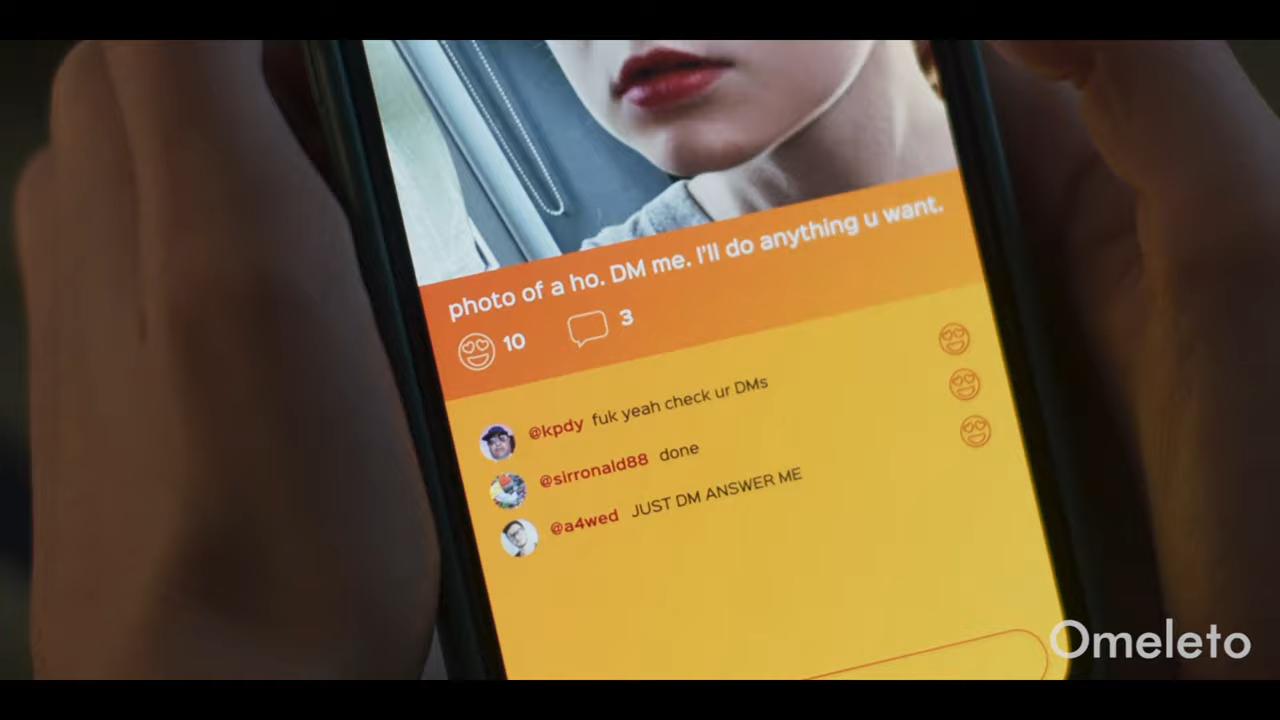 photo of a ho. DM me. I'll do anything u want.
10 3
@kpdy fuk yeah check ur DMs
@sirronald88 done
@a4wed JUST DM ANSWER ME
Omeleto